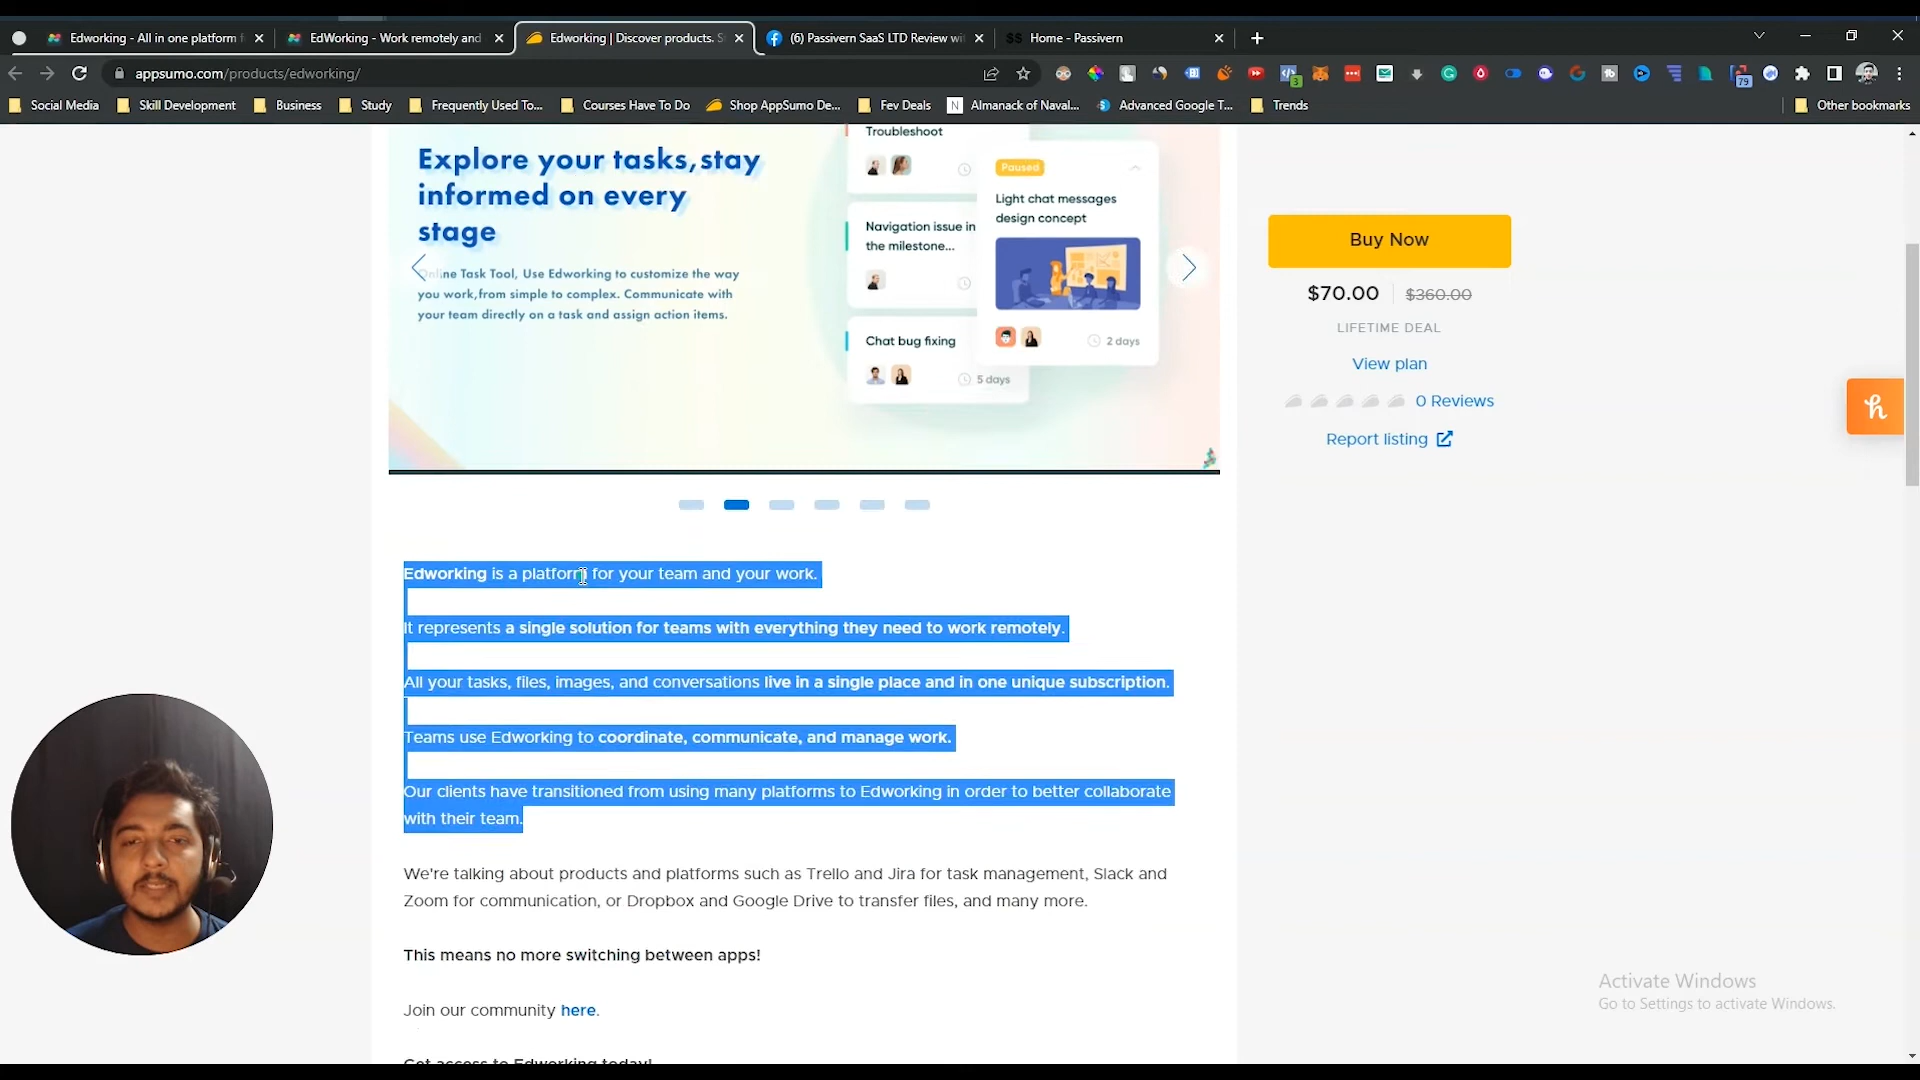 Edworking - All in one platform f
EdWorking - Work remotely and
Edworking | Discover products. S
(6) Passivern SaaS LTD Review wi
Home - Passivern
appsumo.com/products/edworking/
Social Media
Skill Development
Business
Study
Frequently Used To...
Courses Have To Do
Shop AppSumo De...
Fev Deals
Almanack of Naval...
Advanced Google T...
Trends
Other bookmarks
Explore your tasks,stay
informed on every
stage
Online Task Tool, Use Edworking to customize the way
you work,from simple to complex. Communicate with
your team directly on a task and assign action items.
Troubleshoot
Navigation issue in
the milestone...
Chat bug fixing
5 days
Paused
Light chat messages
design concept
2 days
Buy Now
$70.00
$360.00
LIFETIME DEAL
View plan
0 Reviews
Report listing
Edworking is a platform for your team and your work.
It represents a single solution for teams with everything they need to work remotely.
All your tasks, files, images, and conversations live in a single place and in one unique subscription.
Teams use Edworking to coordinate, communicate, and manage work.
Our clients have transitioned from using many platforms to Edworking in order to better collaborate
with their team.
We're talking about products and platforms such as Trello and Jira for task management, Slack and
Zoom for communication, or Dropbox and Google Drive to transfer files, and many more.
This means no more switching between apps!
Join our community here.
Get access to Edworking today!
Activate Windows
Go to Settings to activate Windows.